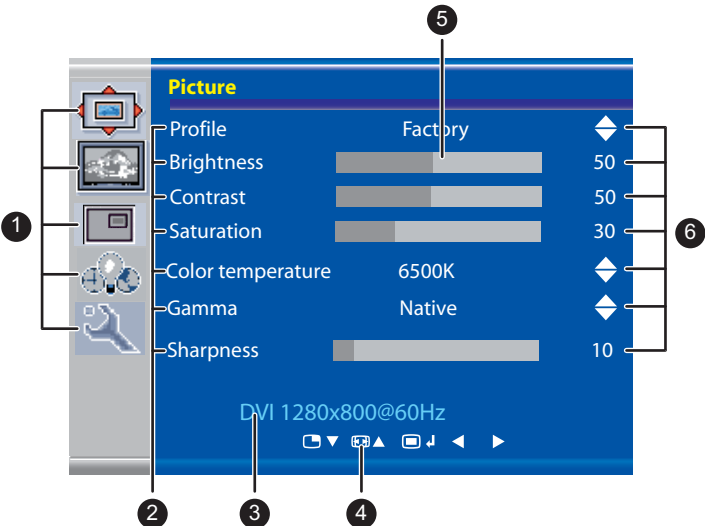 5
Picture
Profile Factory
Brightness 50
Contrast 50
1
Saturation 30
6
Color temperature 6500K
Gamma Native
Sharpness 10
DVI 1280x800@60Hz
2 3 4